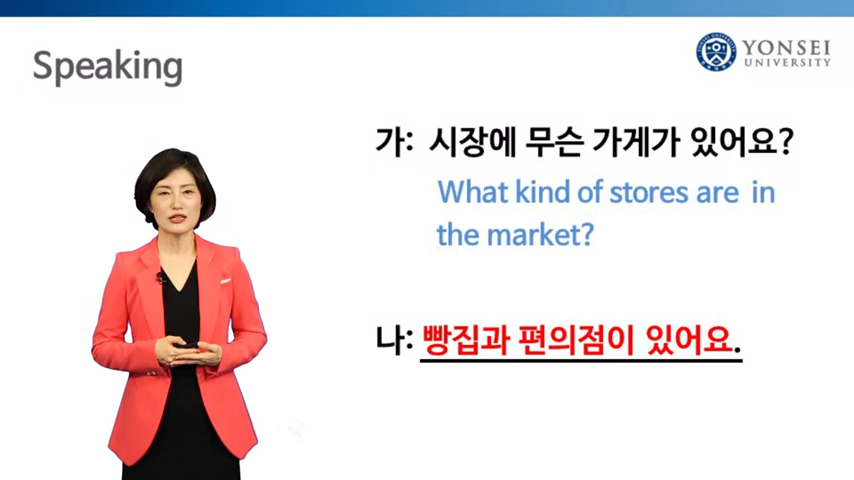 Speaking
YONSEI
UNIVERSITY
가: 시장에 무슨 가게가 있어요?
What kind of stores are in
the market?
나: 빵집과 편의점이 있어요.